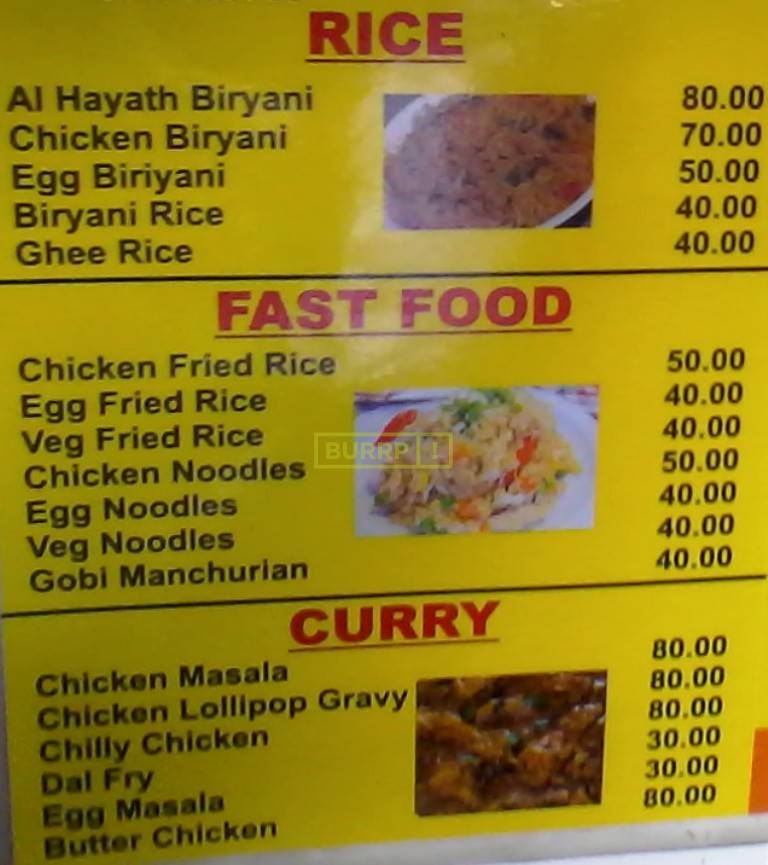 RICE
Al Hayath Biryani 80.00
Chicken Biryani 70.00
Egg Biriyani 50.00
Biryani Rice 40.00
Ghee Rice 40.00
FAST FOOD
Chicken Fried Rice 50.00
Egg Fried Rice 40.00
Veg Fried Rice 40.00
Chicken Noodles 50.00
Egg Noodles 40.00
Veg Noodles 40.00
Gobi Manchurian 40.00
BURRP!
CURRY
Chicken Masala 80.00
Chicken Lollipop Gravy 80.00
Chilly Chicken 80.00
Dal Fry 30.00
Egg Masala 30.00
Butter Chicken 80.00